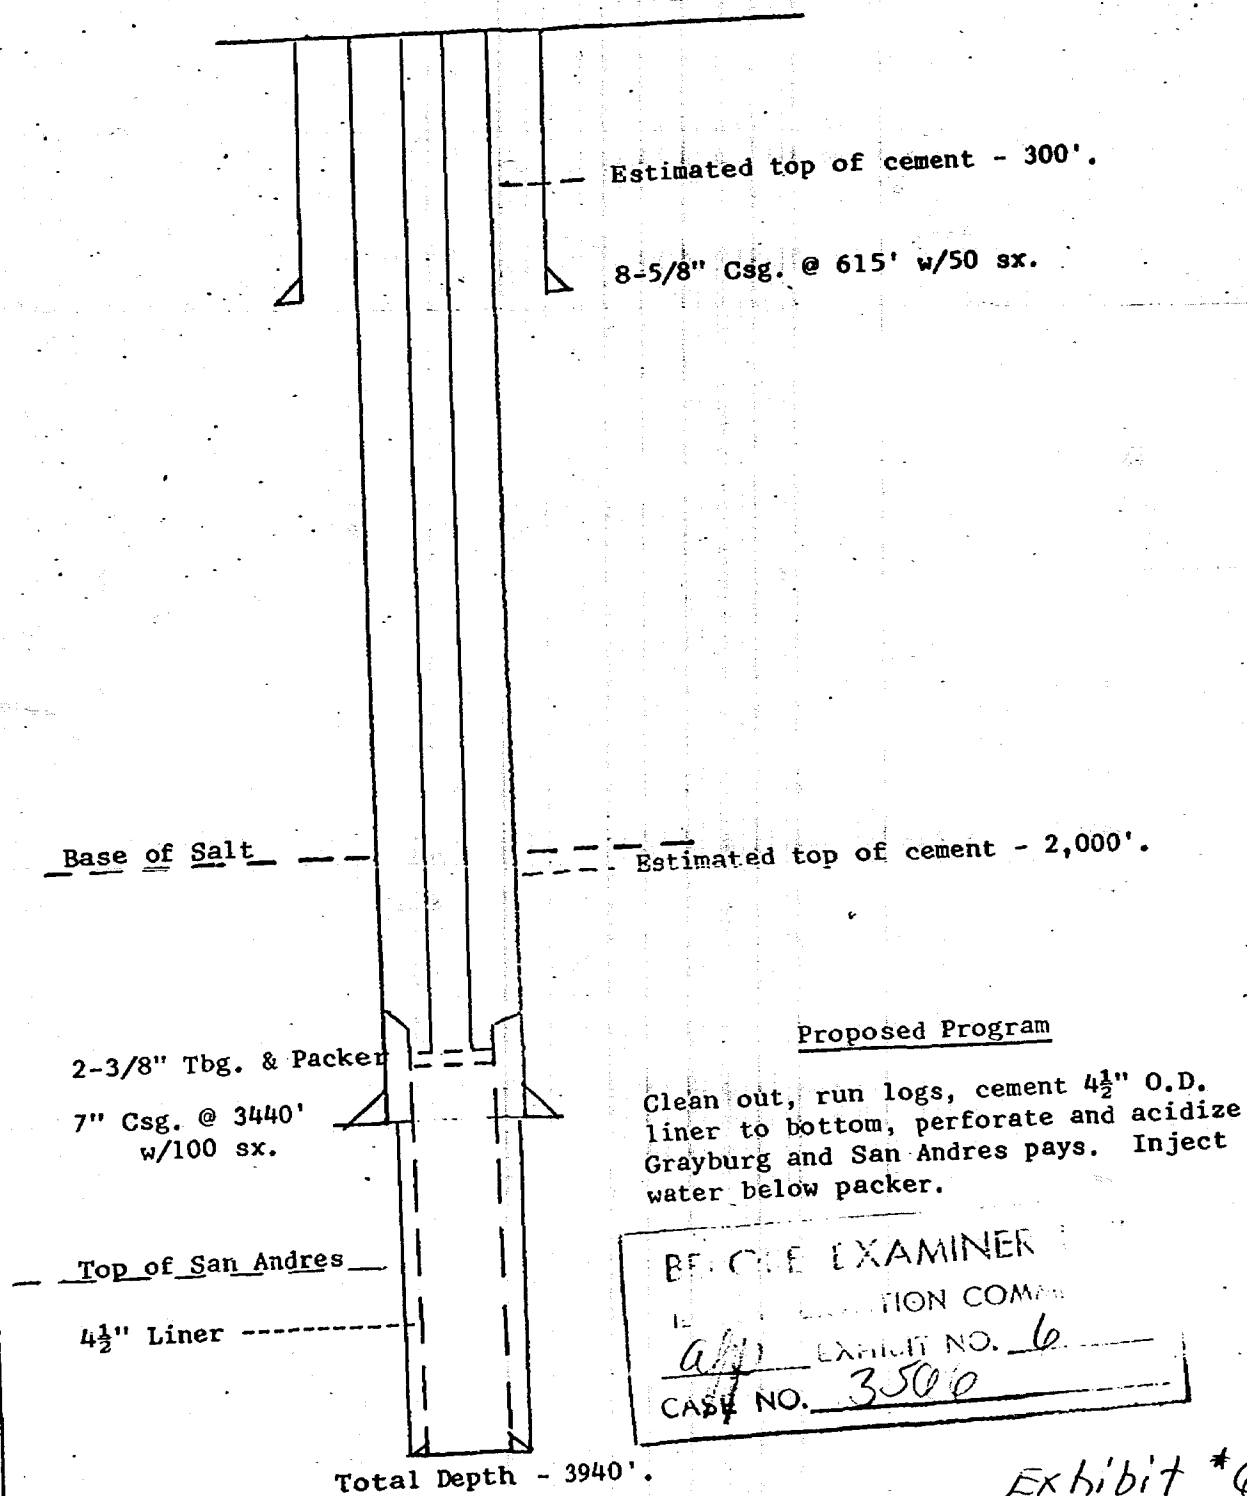 Estimated top of cement - 300'.
8-5/8" Csg. @ 615' w/50 sx.
Base of Salt
Estimated top of cement - 2,000'.
2-3/8" Tbg. & Packer
7" Csg. @ 3440'
w/100 sx.
Proposed Program
Clean out, run logs, cement 4½" O.D.
liner to bottom, perforate and acidize
Grayburg and San Andres pays. Inject
water below packer.
Top of San Andres
4½" Liner
EXAMINER
EXHIBIT NO. 6
CASE NO. 3506
Total Depth - 3940'.
Exhibit #